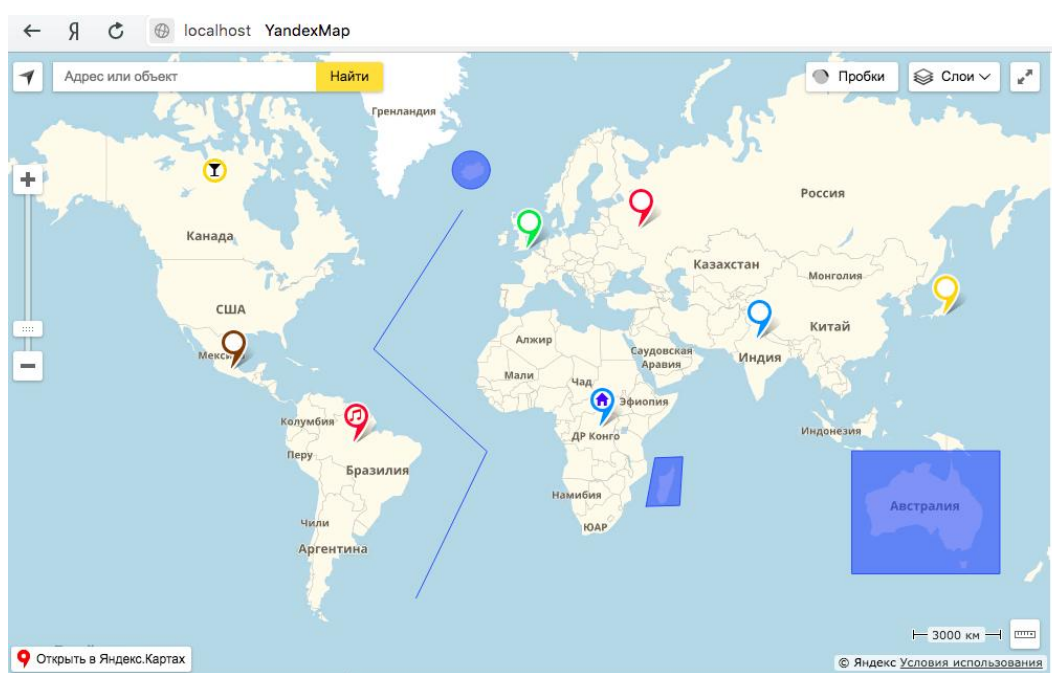 Я localhost YandexMap
Адрес или объект Найти Пробки Слои
Гренландия
Россия
Канада
Казахстан
Монголия
США
Китай
Алжир
Саудовская
Аравия
Индия
Мали
Чад
Эфиопия
Колумбия
ДР Конго
Индонезия
Перу
Бразилия
Намибия
Австралия
Чили
ЮАР
Аргентина
3000 км
Открыть в Яндекс.Картах
© Яндекс Условия использования